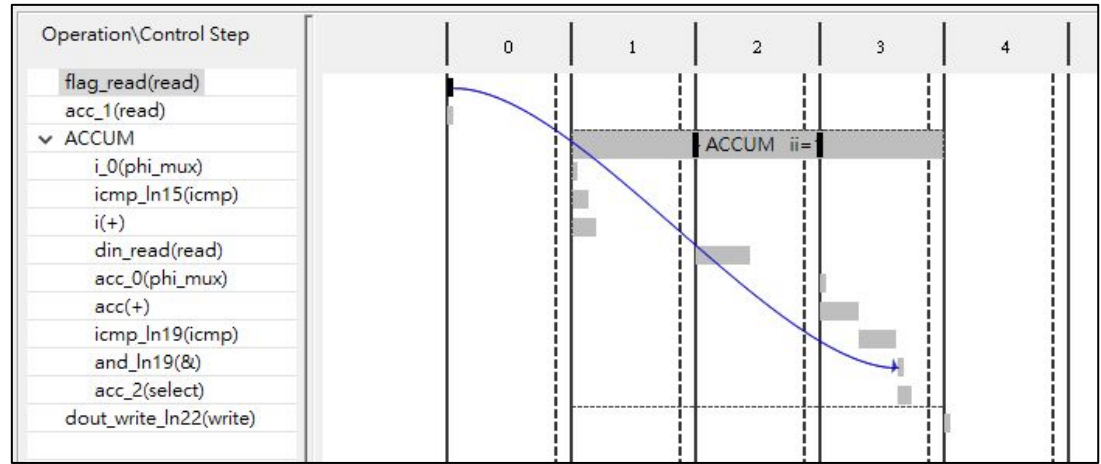 Operation\Control Step 0 1 2 3 4
flag_read(read)
acc_1(read)
ACCUM ACCUM ii=1
i_0(phi_mux)
icmp_ln15(icmp)
i(+)
din_read(read)
acc_0(phi_mux)
acc(+)
icmp_ln19(icmp)
and_ln19(&)
acc_2(select)
dout_write_ln22(write)